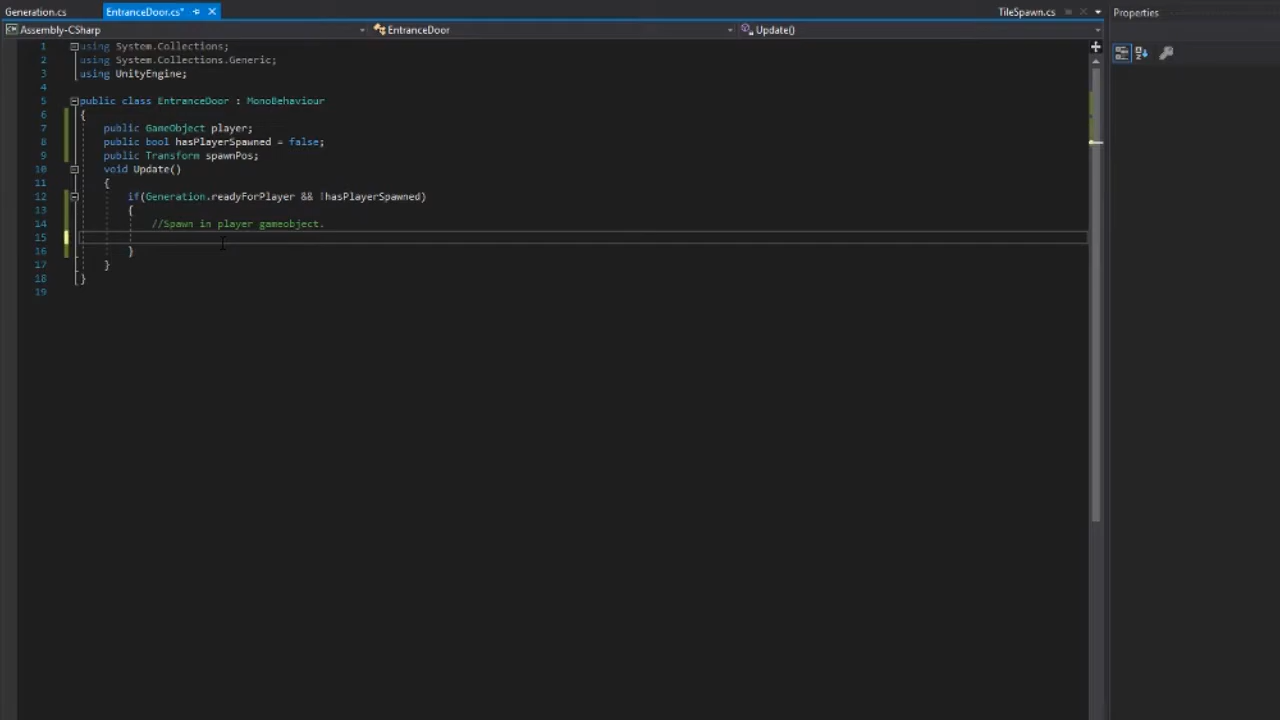 Generation.cs
EntranceDoor.cs*
TileSpawn.cs
Properties
Assembly-CSharp
EntranceDoor
Update()
1 using System.Collections;
2 using System.Collections.Generic;
3 using UnityEngine;
4
5 public class EntranceDoor : MonoBehaviour
6 {
7 public GameObject player;
8 public bool hasPlayerSpawned = false;
9 public Transform spawnPos;
10 void Update()
11 {
12 if(Generation.readyForPlayer && !hasPlayerSpawned)
13 {
14 //Spawn in player gameobject.
15
16 }
17 }
18 }
19